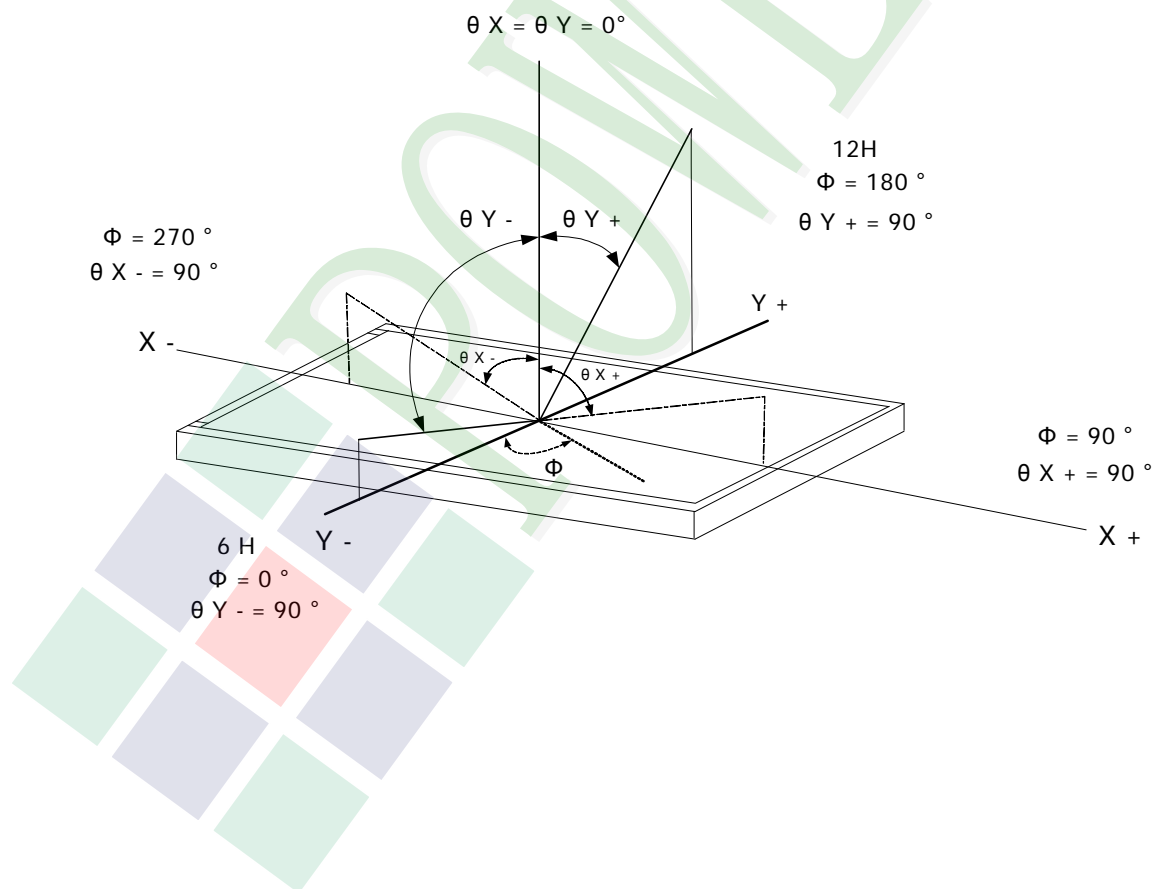 θ X = θ Y = 0°
12H
Φ = 180 °
θ Y + = 90 °
θ Y -
θ Y +
Φ = 270 °
θ X - = 90 °
Y +
X -
θ X -
θ X +
Φ = 90 °
θ X + = 90 °
Φ
X +
Y -
6 H
Φ = 0 °
θ Y - = 90 °